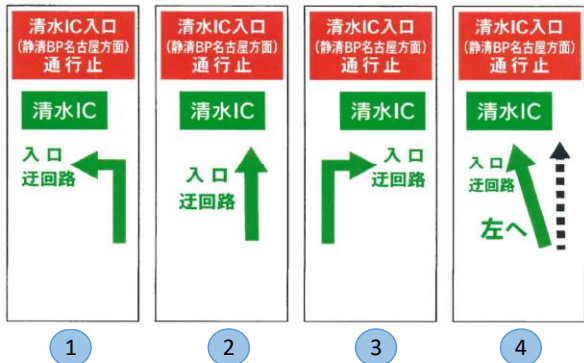 清水IC入口
(静清BP名古屋方面)
通行止
清水IC
入口
迂回路
1
清水IC入口
(静清BP名古屋方面)
通行止
清水IC
入口
迂回路
2
清水IC入口
(静清BP名古屋方面)
通行止
清水IC
入口
迂回路
3
清水IC入口
(静清BP名古屋方面)
通行止
清水IC
入口
迂回路
左へ
4